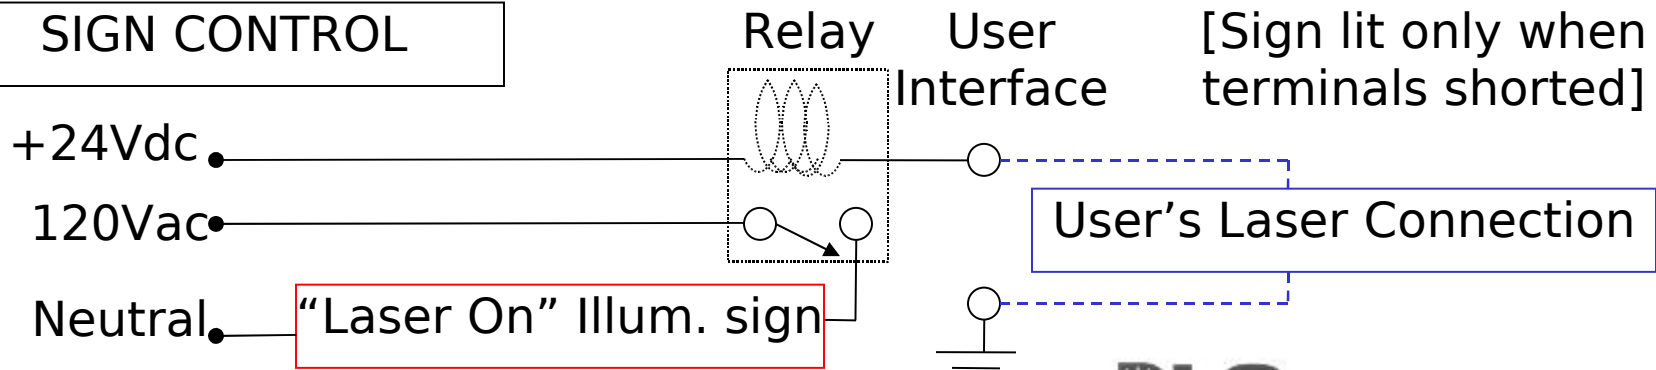 SIGN CONTROL
Relay
User
Interface
[Sign lit only when
terminals shorted]
+24Vdc
120Vac
User’s Laser Connection
Neutral
“Laser On” Illum. sign